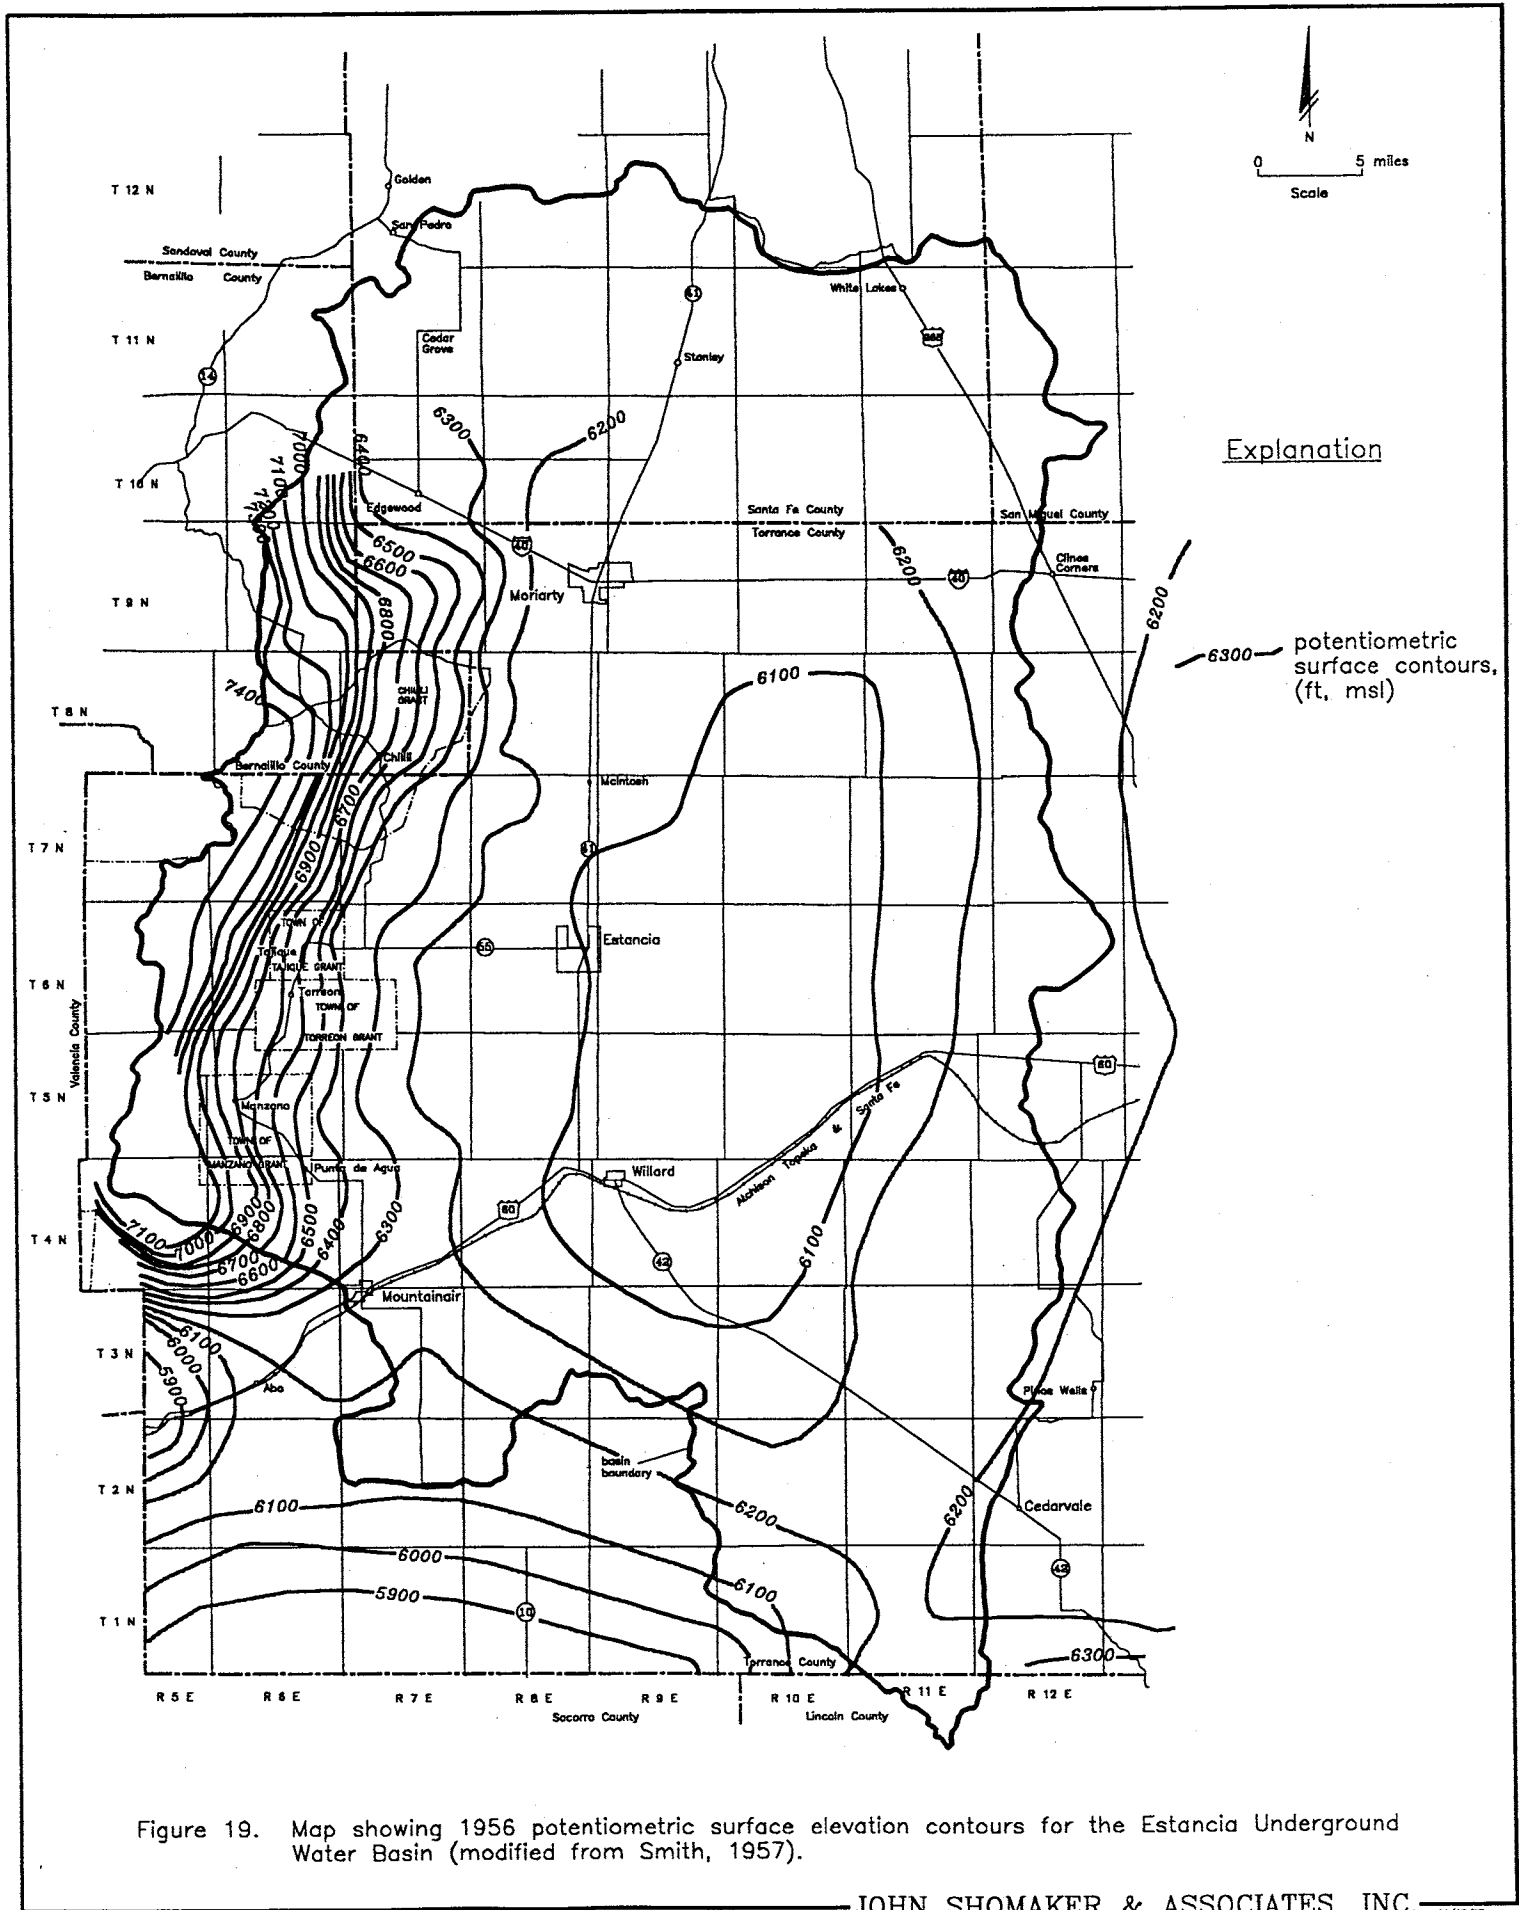 N
0 5 miles
Scale
T 12 N
Golden
San Pedro
Sandoval County
Bernalillo County
White Lakes
41
285
T 11 N
Cedar
Grove
Stanley
14
6300
6200
7000
6400
7100
Explanation
T 10 N
Edgewood
Santa Fe County
San Miguel County
Torrance County
6500
6600
40
6200
40
Clines
Corners
Moriarty
T 9 N
6800
6200
6300
potentiometric
surface contours,
(ft, msl)
6100
7400
CHILILI
GRANT
T 8 N
Bernalillo County
Chilili
McIntosh
6700
T 7 N
6900
41
TOWN OF
Tajique
TAJIQUE GRANT
55
Estancia
T 6 N
Torreon
TOWN OF
TORREON GRANT
Valencia County
60
T 5 N
Manzano
TOWN OF
MANZANO GRANT
Punta de Agua
Willard
Atchison Topeka & Santa Fe
60
T 4 N
7100
7000
6900
6800
6700
6600
6500
6400
6300
42
6100
Mountainair
T 3 N
6100
6000
5900
Abo
Pinos Wells
basin
boundary
T 2 N
6100
6200
6200
Cedarvale
6000
5900
6100
42
T 1 N
10
Torrance County
6300
R 5 E
R 6 E
R 7 E
R 8 E
R 9 E
R 10 E
R 11 E
R 12 E
Socorro County
Lincoln County
Figure 19. Map showing 1956 potentiometric surface elevation contours for the Estancia Underground
Water Basin (modified from Smith, 1957).
JOHN SHOMAKER & ASSOCIATES, INC.